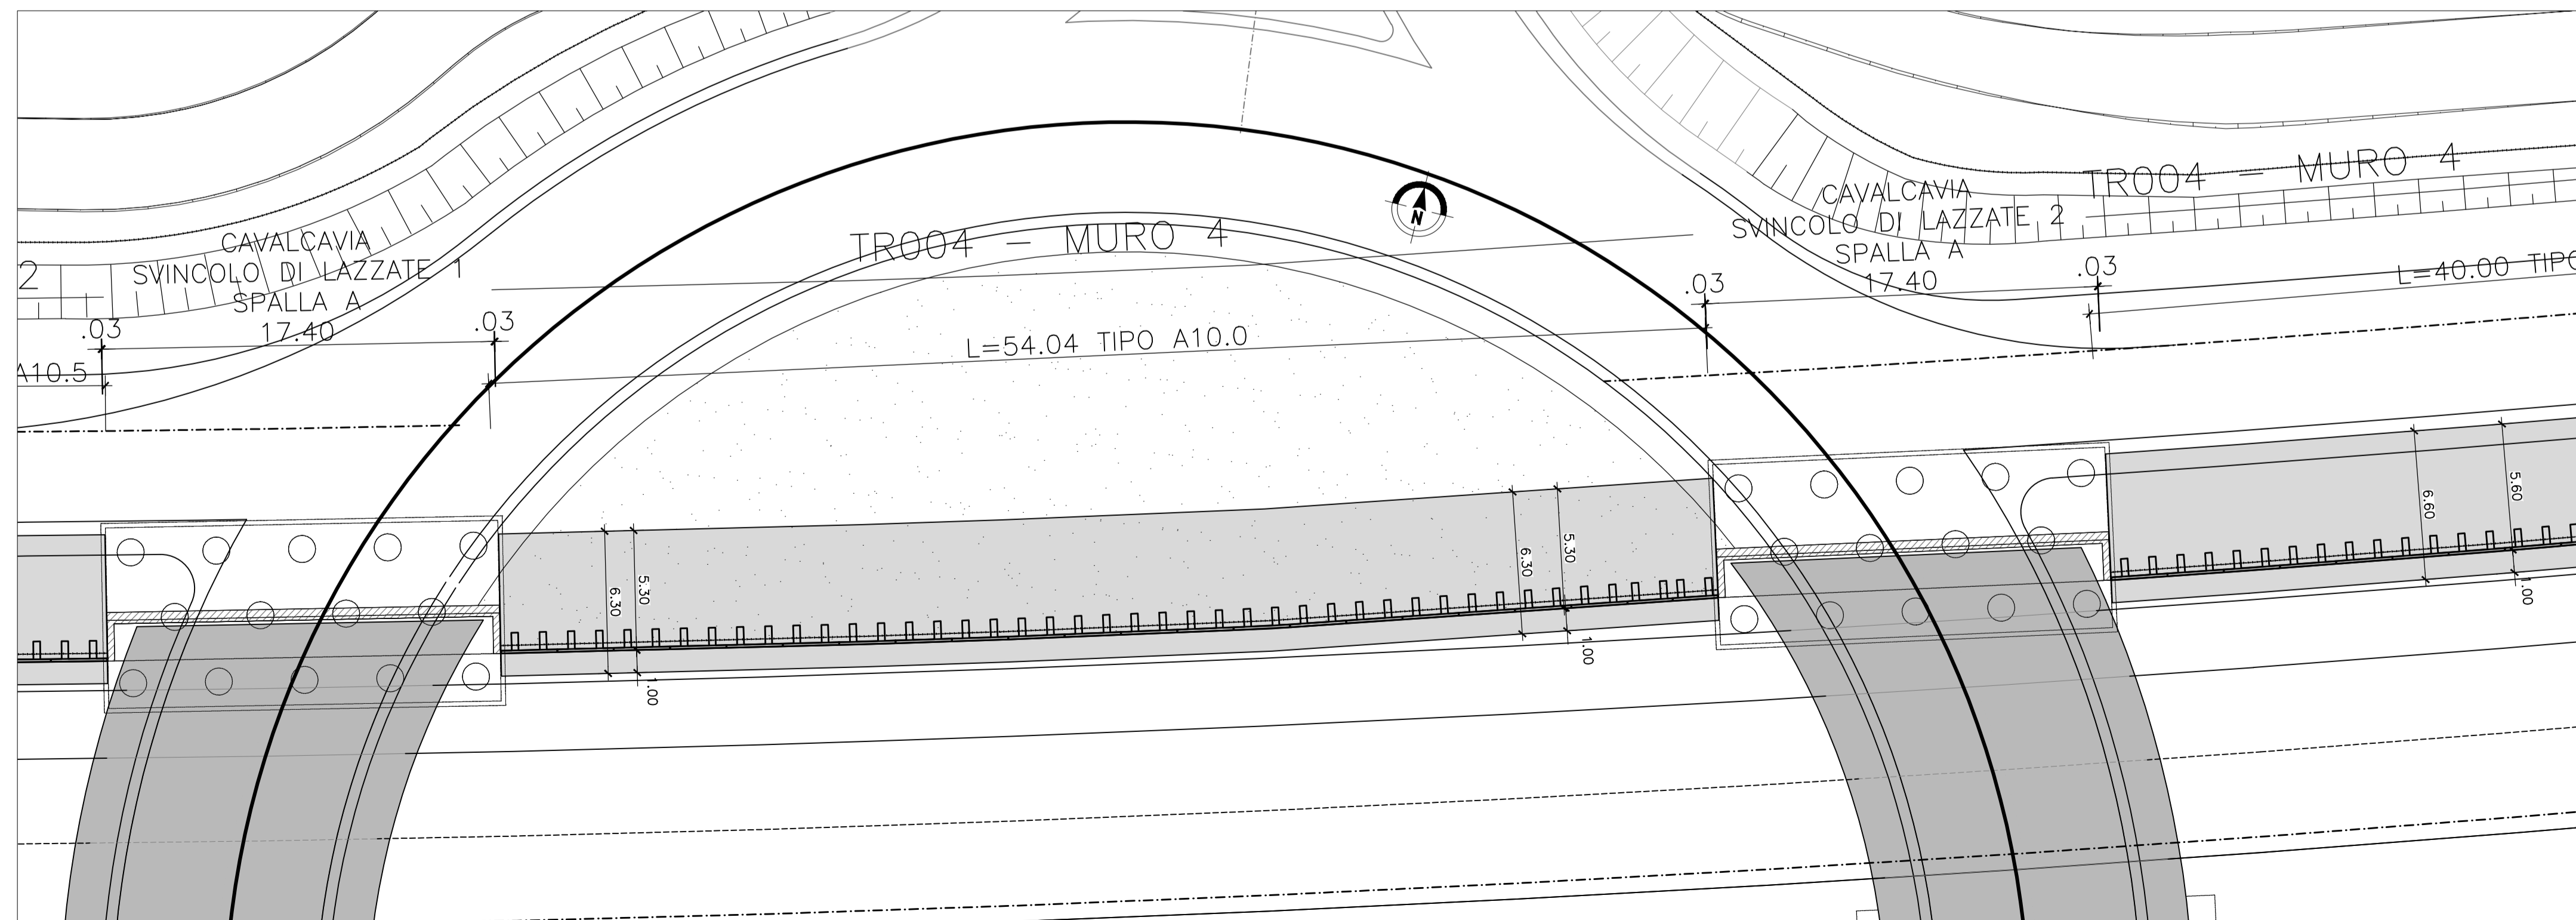 TR004 – MURO 4
CAVALCAVIA
SVINCOLO DI LAZZATE 2
SPALLA A
17.40
.03
.03
L=40.00 TIPO
N
TR004 – MURO 4
L=54.04 TIPO A10.0
CAVALCAVIA
SVINCOLO DI LAZZATE 1
SPALLA A
17.40
2
.03
.03
A10.5
6.30
5.30
1.00
6.30
5.30
1.00
6.60
5.60
1.00